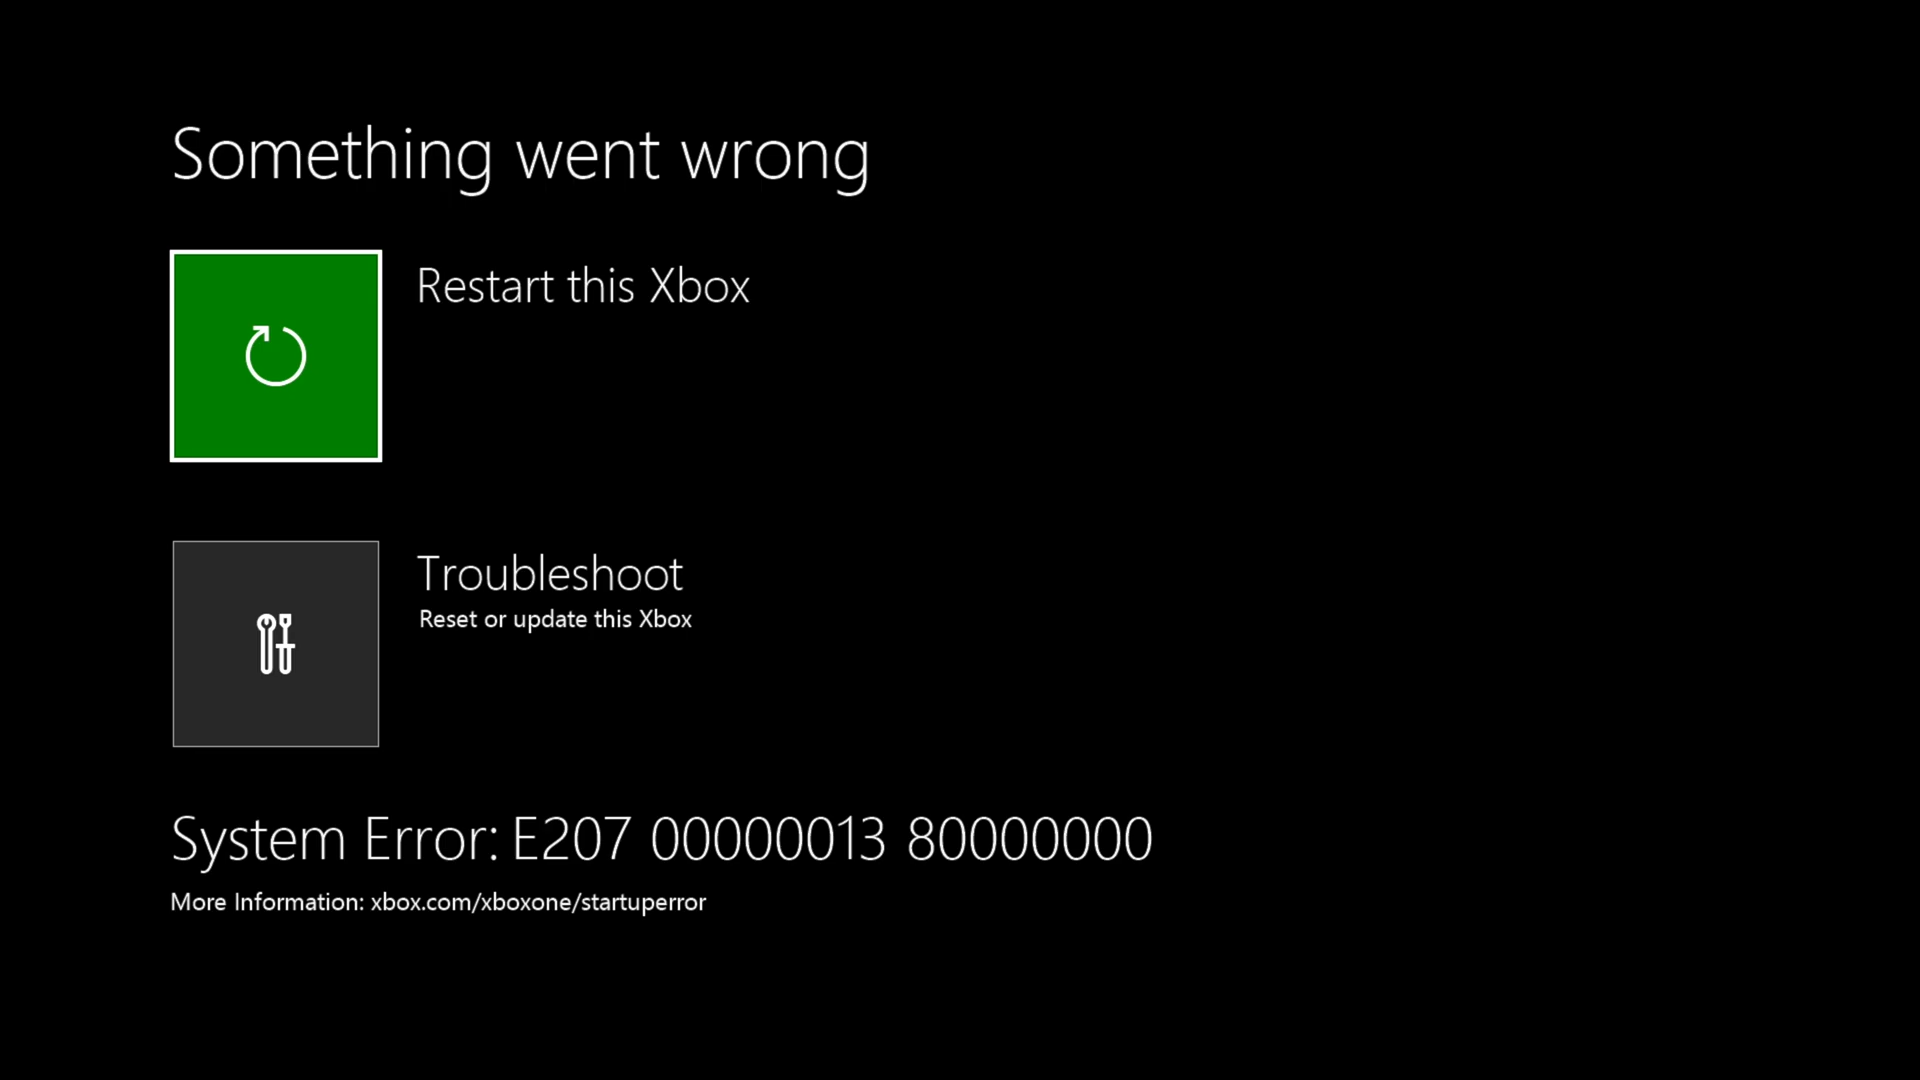 Something went wrong
Restart this Xbox
Troubleshoot
Reset or update this Xbox
System Error: E207 00000013 80000000
More Information: xbox.com/xboxone/startuperror